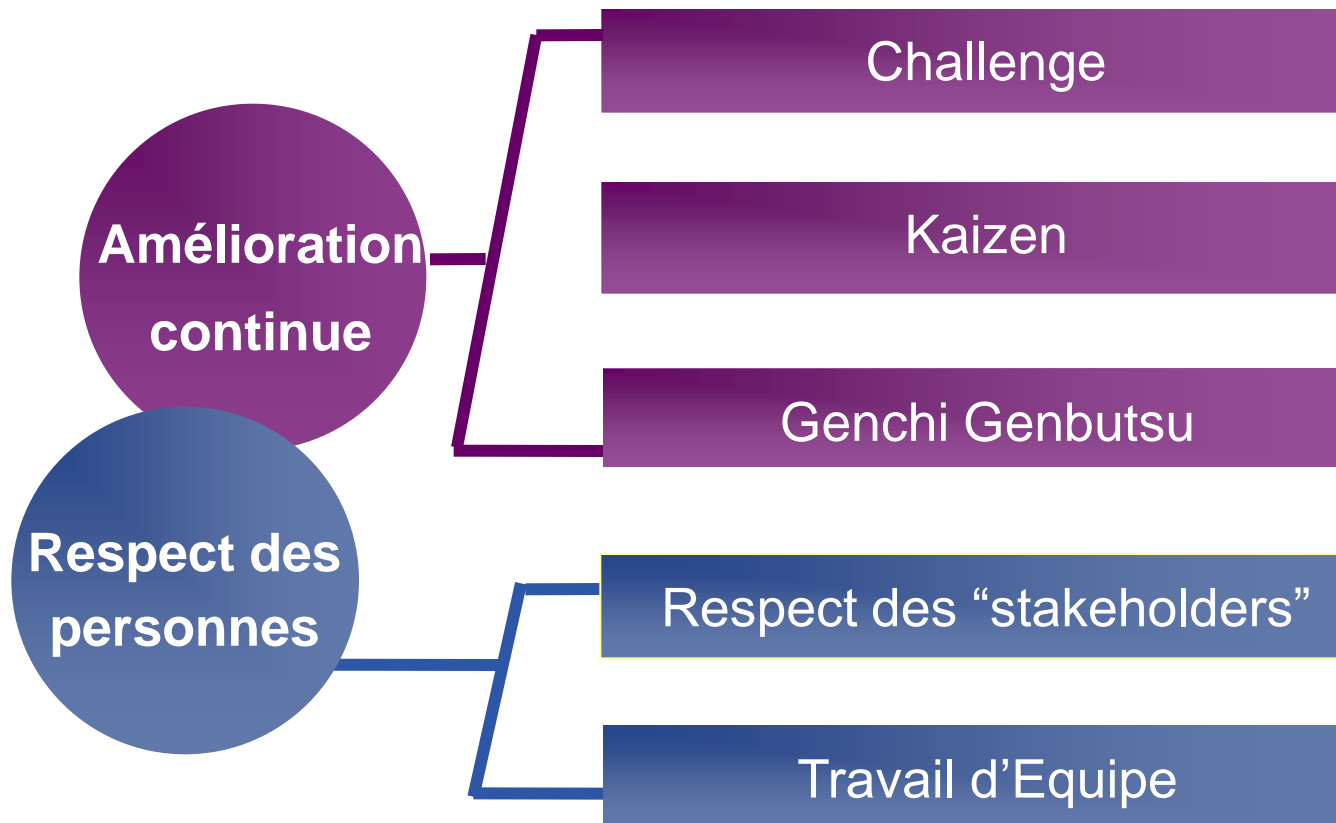 Amélioration
continue
Challenge
Kaizen
Genchi Genbutsu
Respect des
personnes
Respect des “stakeholders”
Travail d’Equipe